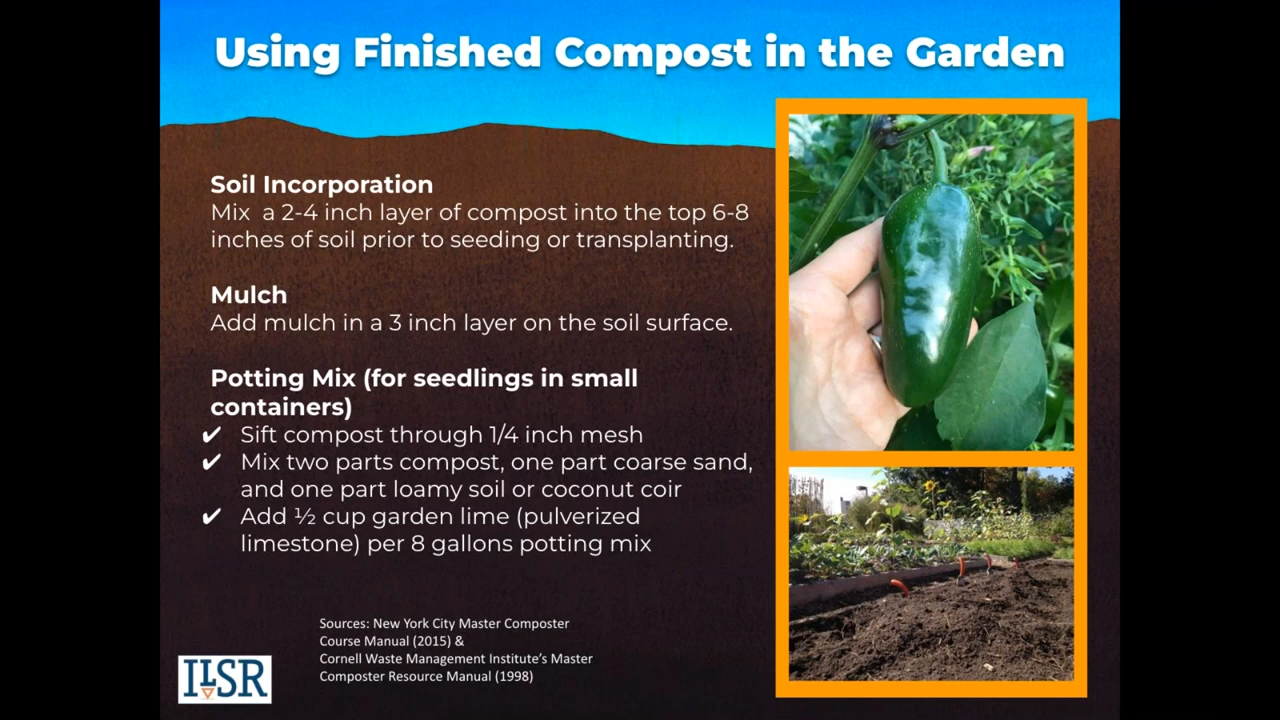 Using Finished Compost in the Garden
Soil Incorporation
Mix a 2-4 inch layer of compost into the top 6-8
inches of soil prior to seeding or transplanting.
Mulch
Add mulch in a 3 inch layer on the soil surface.
Potting Mix (for seedlings in small
containers)
✔ Sift compost through 1/4 inch mesh
✔ Mix two parts compost, one part coarse sand,
and one part loamy soil or coconut coir
✔ Add ½ cup garden lime (pulverized
limestone) per 8 gallons potting mix
Sources: New York City Master Composter
Course Manual (2015) &
Cornell Waste Management Institute’s Master
Composter Resource Manual (1998)
ILSR